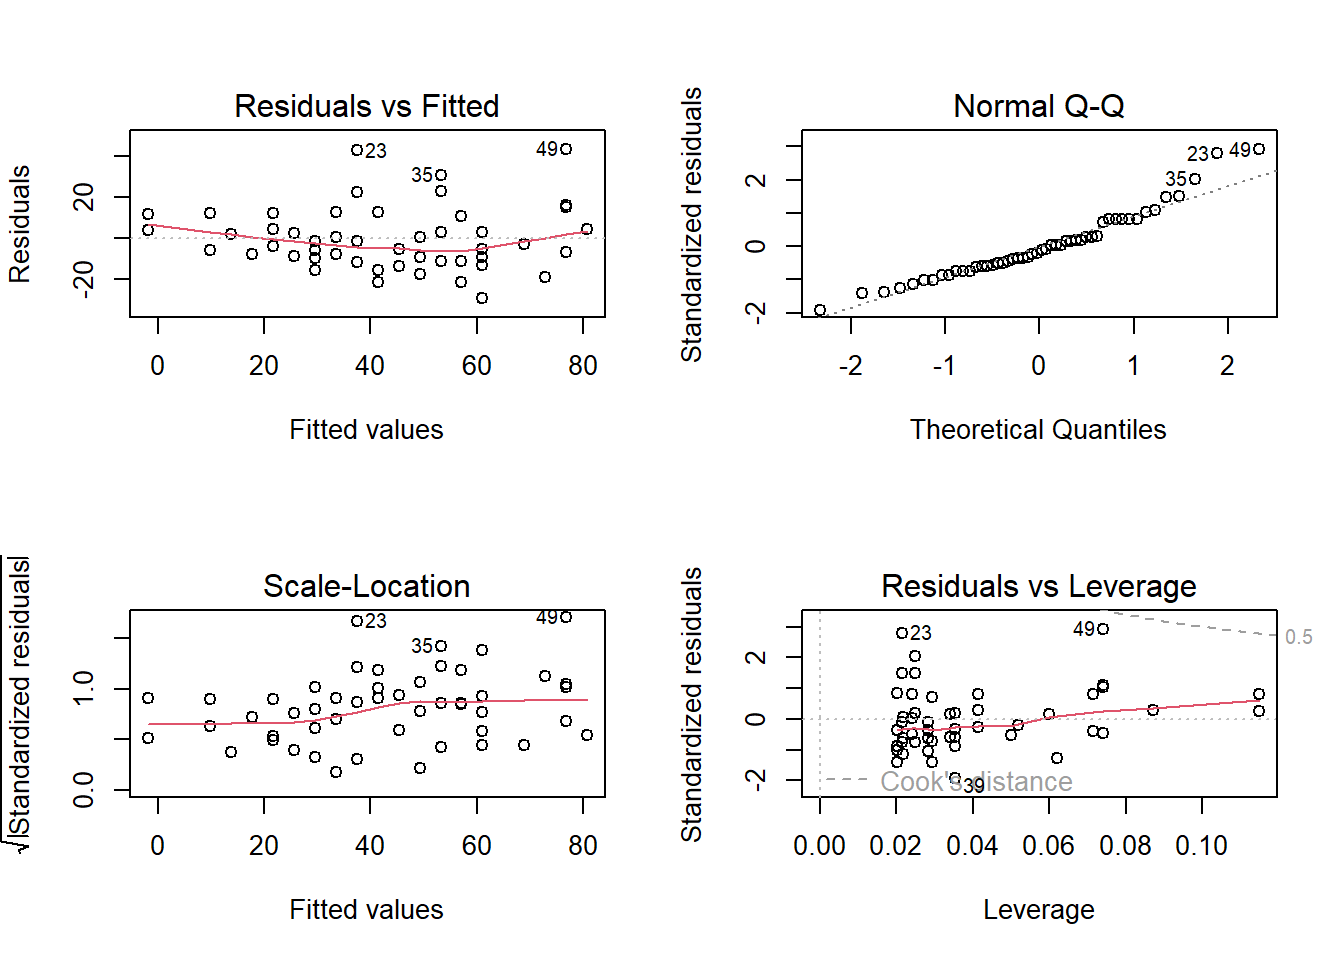 Residuals vs Fitted
Residuals
20
-20
23
35
49
0 20 40 60 80
Fitted values
Normal Q-Q
Standardized residuals
2
0
-2
23 49
35
-2 -1 0 1 2
Theoretical Quantiles
Scale-Location
√|Standardized residuals|
1.0
0.0
23
35
49
0 20 40 60 80
Fitted values
Residuals vs Leverage
Standardized residuals
2
0
-2
23
49
0.5
Cook's distance
39
0.00 0.02 0.04 0.06 0.08 0.10
Leverage